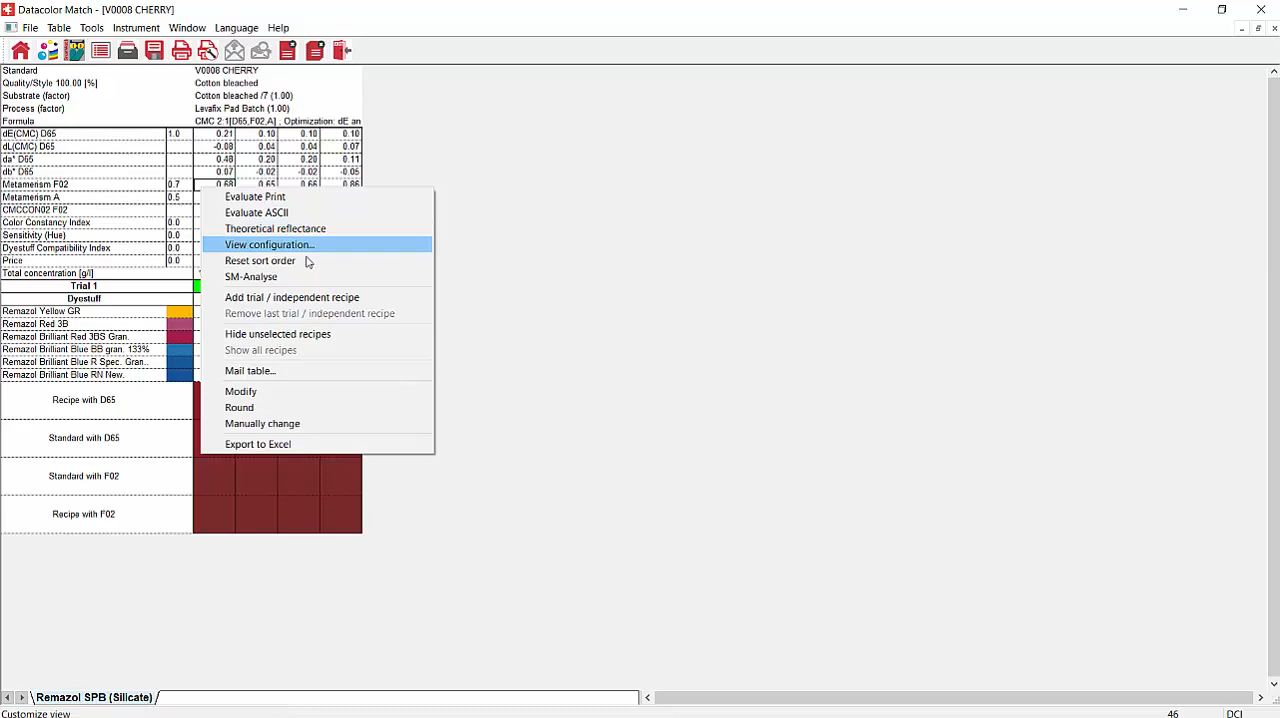 Datacolor Match - [V0008 CHERRY]
File Table Tools Instrument Window Language Help
Standard V0008 CHERRY
Quality/Style 100.00 [%] Cotton bleached
Substrate (factor) Cotton bleached /7 (1.00)
Process (factor) Levafix Pad Batch (1.00)
Formula CMC 2:1[D65,F02,A] ; Optimization: dE an
dE(CMC) D65 1.0 0.21 0.10 0.10 0.10
dL(CMC) D65 -0.08 0.04 0.04 0.07
da* D65 0.48 0.20 0.20 0.11
db* D65 0.07 -0.02 -0.02 -0.05
Metamerism F02 0.7 0.68 0.65 0.66 0.86
Metamerism A 0.5
CMCCON02 F02
Color Constancy Index 0.0
Sensitivity (Hue) 0.0
Dyestuff Compatibility Index 0.0
Price 0.0
Total concentration [g/l]
Trial 1
Dyestuff
Remazol Yellow GR
Remazol Red 3B
Remazol Brilliant Red 3BS Gran.
Remazol Brilliant Blue BB gran. 133%
Remazol Brilliant Blue R Spec. Gran..
Remazol Brilliant Blue RN New.
Recipe with D65
Standard with D65
Standard with F02
Recipe with F02
Evaluate Print
Evaluate ASCII
Theoretical reflectance
View configuration...
Reset sort order
SM-Analyse
Add trial / independent recipe
Remove last trial / independent recipe
Hide unselected recipes
Show all recipes
Mail table...
Modify
Round
Manually change
Export to Excel
Remazol SPB (Silicate)
Customize view 46 DCI